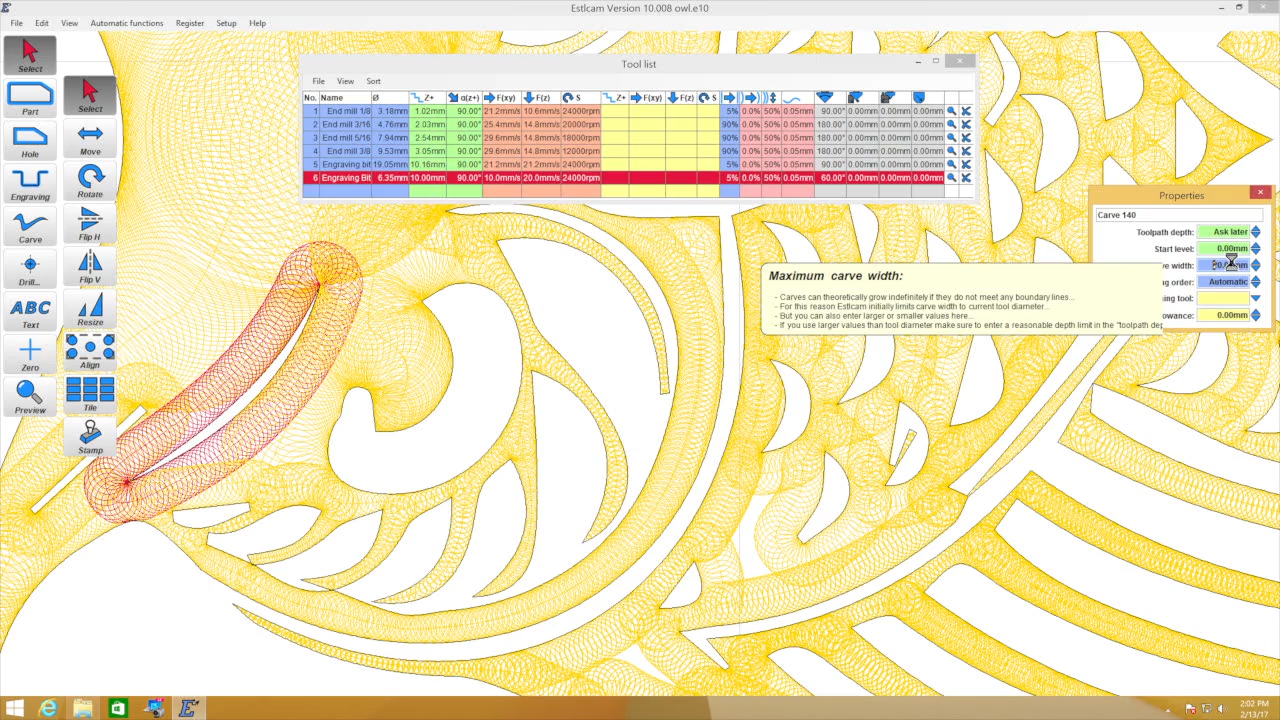 Estlcam Version 10.008 owl.e10
File Edit View Automatic functions Register Setup Help
Select
Part
Hole
Engraving
Carve
Drill...
ABC
Text
Zero
Preview
Select
Move
Rotate
Flip H
Flip V
Resize
Align
Tile
Stamp
Tool list
File View Sort
No. Name Ø Z+ α(z+) F(xy) F(z) S Z+ F(xy) F(z) S
1 End mill 1/8 3.18mm 1.02mm 90.00° 21.2mm/s 10.6mm/s 24000rpm 5% 0.0% 50% 0.05mm 90.00° 0.00mm 0.00mm 0.00mm
2 End mill 3/16 4.76mm 2.03mm 90.00° 25.4mm/s 14.8mm/s 20000rpm 90% 0.0% 50% 0.05mm 180.00° 0.00mm 0.00mm 0.00mm
3 End mill 5/16 7.94mm 2.54mm 90.00° 29.6mm/s 14.8mm/s 18000rpm 90% 0.0% 50% 0.05mm 180.00° 0.00mm 0.00mm 0.00mm
4 End mill 3/8 9.53mm 3.05mm 90.00° 29.6mm/s 14.8mm/s 12000rpm 90% 0.0% 50% 0.05mm 180.00° 0.00mm 0.00mm 0.00mm
5 Engraving bit 19.05mm 10.16mm 90.00° 21.2mm/s 21.2mm/s 24000rpm 5% 0.0% 50% 0.05mm 90.00° 0.00mm 0.00mm 0.00mm
6 Engraving Bit 6.35mm 10.00mm 90.00° 10.0mm/s 20.0mm/s 24000rpm 5% 0.0% 50% 0.05mm 60.00° 0.00mm 0.00mm 0.00mm
Properties
Carve 140
Toolpath depth: Ask later
Start level: 0.00mm
width:
order: Automatic
tool:
0.00mm
Maximum carve width:
- Carves can theoretically grow indefinitely if they do not meet any boundary lines...
- For this reason Estlcam initially limits carve width to current tool diameter...
- But you can also enter larger or smaller values here...
- If you use larger values than tool diameter make sure to enter a reasonable depth limit in the "toolpath
2:02 PM
2/13/17